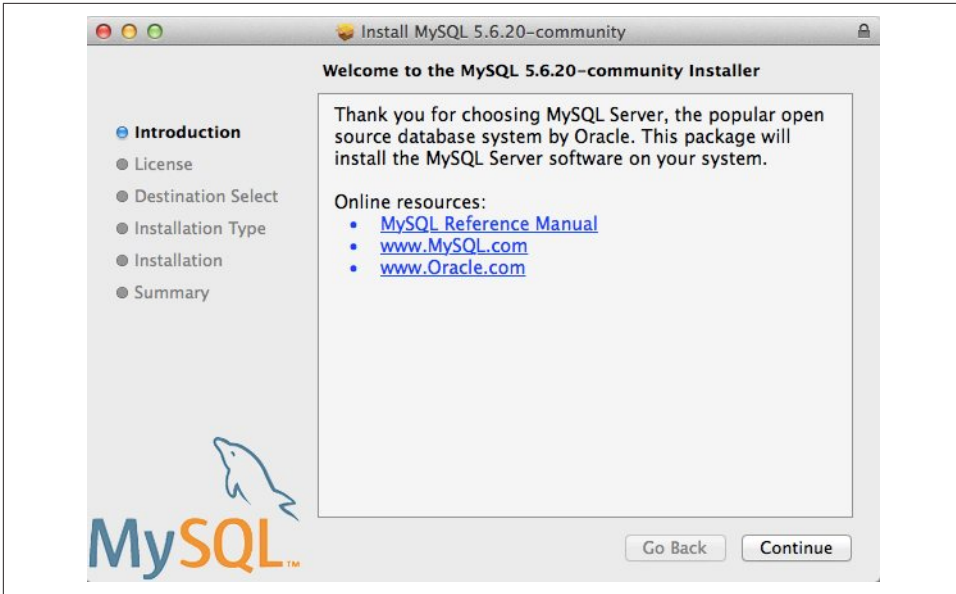 Install MySQL 5.6.20-community
Welcome to the MySQL 5.6.20-community Installer
Introduction
License
Destination Select
Installation Type
Installation
Summary
Thank you for choosing MySQL Server, the popular open
source database system by Oracle. This package will
install the MySQL Server software on your system.
Online resources:
• MySQL Reference Manual
• www.MySQL.com
• www.Oracle.com
MySQL™
Go Back
Continue